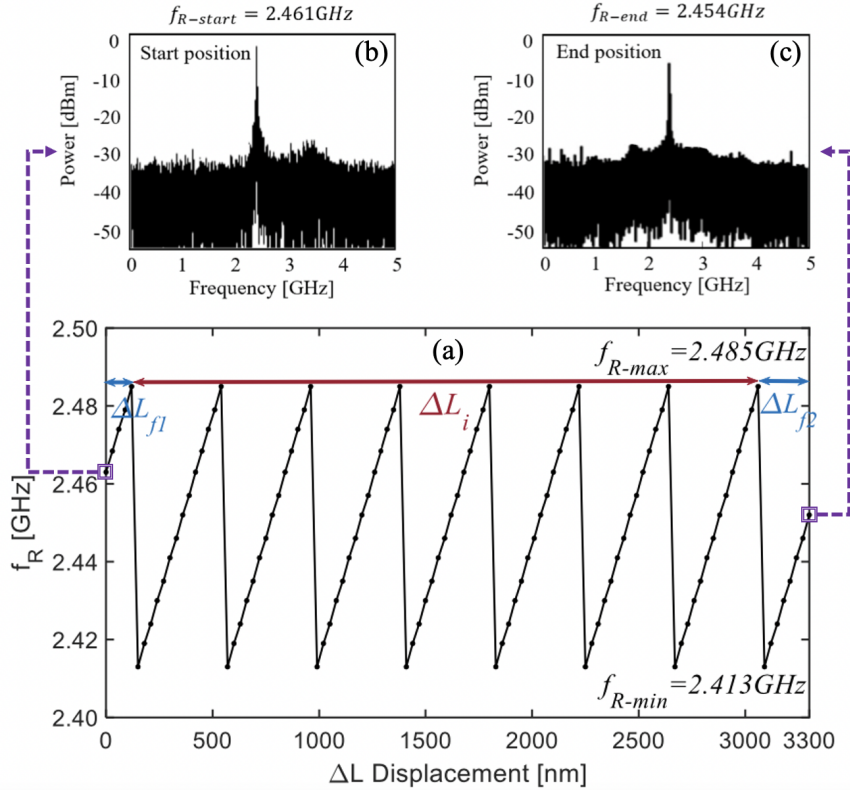 f_{R-start} = 2.461GHz
f_{R-end} = 2.454GHz
Start position (b)
End position (c)
Power [dBm]
0
-10
-20
-30
-40
-50
0 1 2 3 4 5
Frequency [GHz]
Power [dBm]
0
-10
-20
-30
-40
-50
0 1 2 3 4 5
Frequency [GHz]
(a)
f_{R-max} =2.485GHz
ΔL_{f1}
ΔL_i
ΔL_{f2}
f_{R-min} =2.413GHz
f_R [GHz]
2.50
2.48
2.46
2.44
2.42
2.40
0 500 1000 1500 2000 2500 3000 3300
ΔL Displacement [nm]